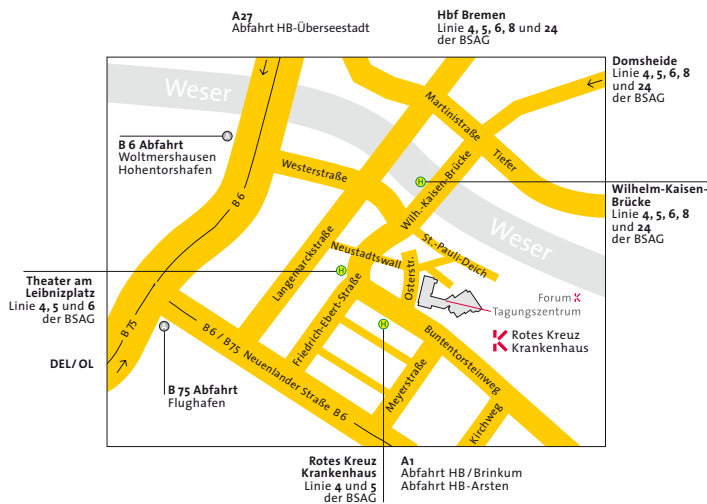 A27
Abfahrt HB-Überseestadt
Hbf Bremen
Linie 4, 5, 6, 8 und 24
der BSAG
Domsheide
Linie 4, 5, 6, 8
und 24
der BSAG
Weser
Martinistraße
Tiefer
A
B 6 Abfahrt
Woltmershausen
Hohentorshafen
B 6
Westerstraße
H
Wilh.-Kaisen-Brücke
Wilhelm-Kaisen-
Brücke
Linie 4, 5, 6, 8
und 24
der BSAG
Weser
St.-Pauli-Deich
Neustadtswall
Osterstr.
Langemarckstraße
H
Theater am
Leibnizplatz
Linie 4, 5 und 6
der BSAG
Friedrich-Ebert-Straße
Forum K
Tagungszentrum
Rotes Kreuz
Krankenhaus
B 75
A
H
B 6 / B75 Neuenlander Straße B 6
Buntentorsteinweg
Meyerstraße
Kirchweg
DEL/ OL
B 75 Abfahrt
Flughafen
Rotes Kreuz
Krankenhaus
Linie 4 und 5
der BSAG
A1
Abfahrt HB / Brinkum
Abfahrt HB-Arsten